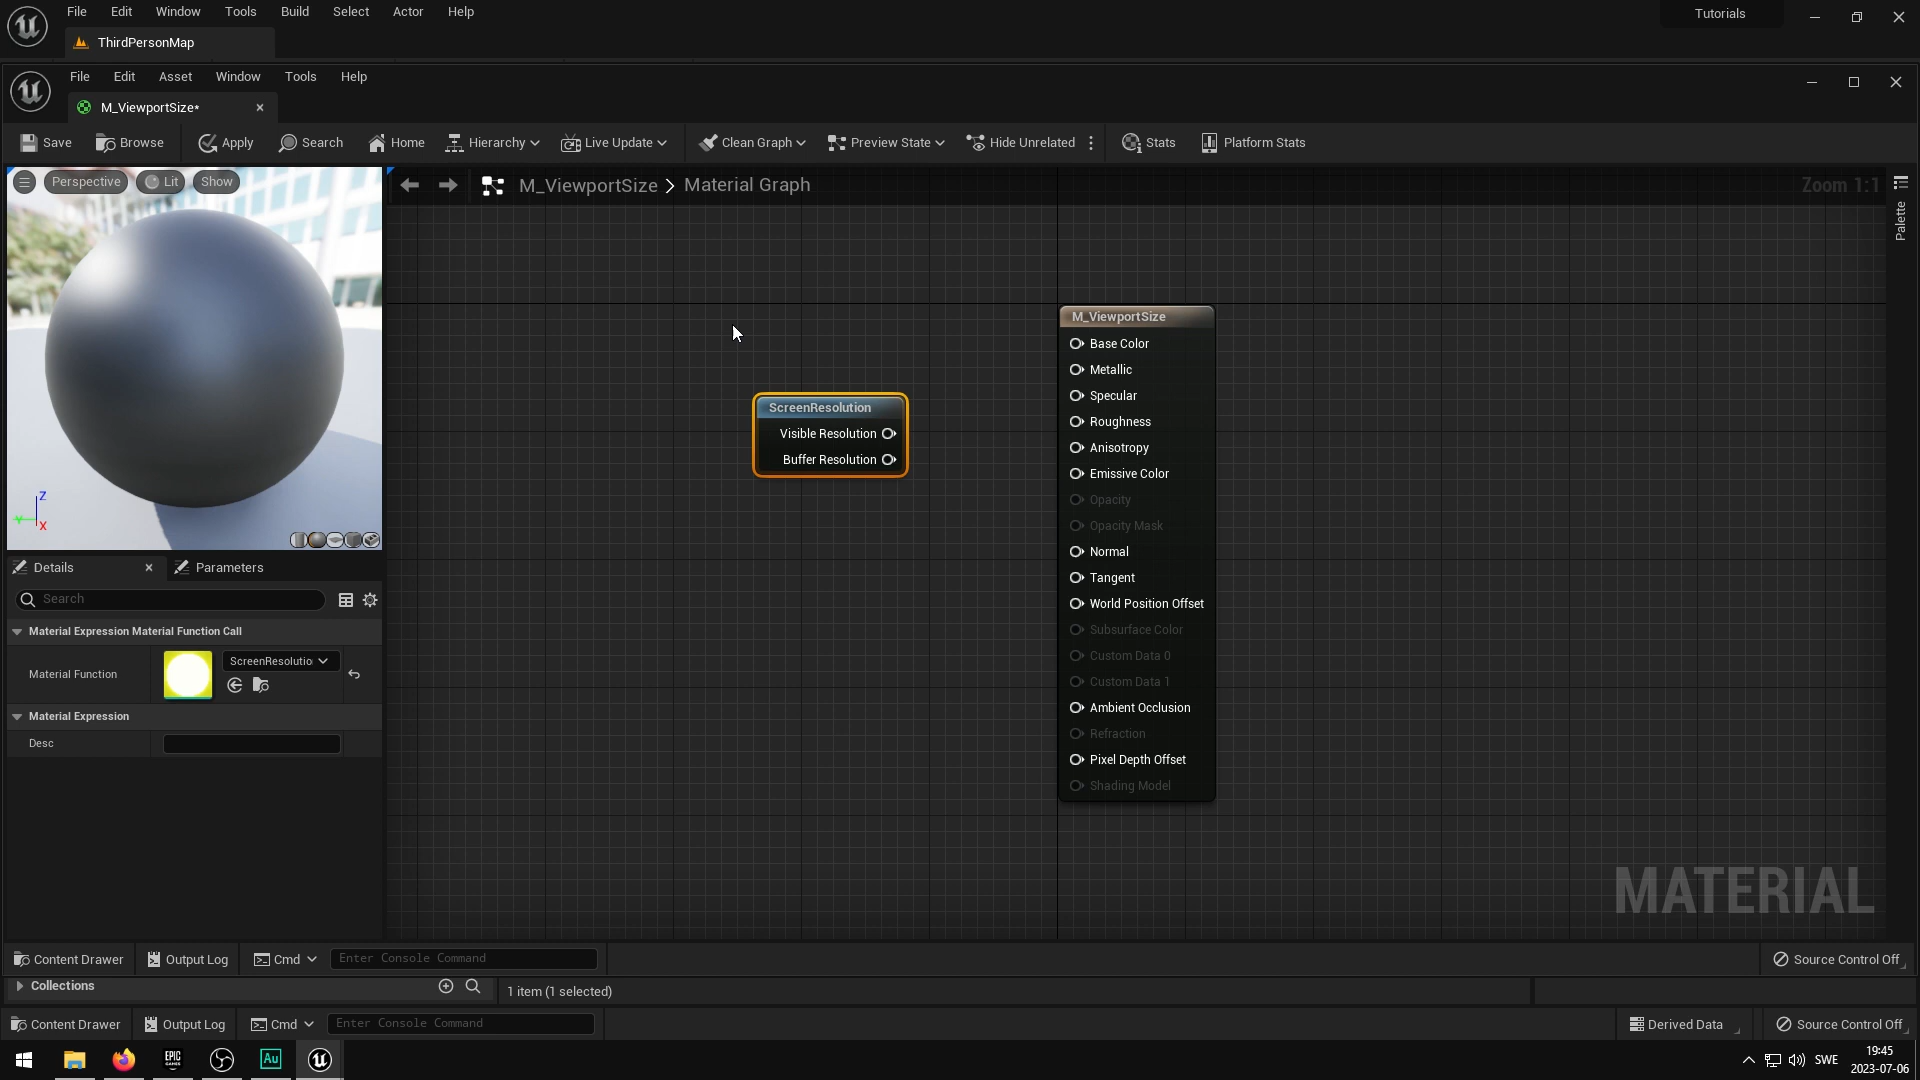 File Edit Window Tools Build Select Actor Help
Tutorials
ThirdPersonMap
File Edit Asset Window Tools Help
M_ViewportSize*
Save Browse Apply Search Home Hierarchy Live Update Clean Graph Preview State Hide Unrelated Stats Platform Stats
Perspective Lit Show
M_ViewportSize > Material Graph
Zoom 1:1
Palette
M_ViewportSize
Base Color
Metallic
Specular
Roughness
Anisotropy
Emissive Color
Opacity
Opacity Mask
Normal
Tangent
World Position Offset
Subsurface Color
Custom Data 0
Custom Data 1
Ambient Occlusion
Refraction
Pixel Depth Offset
Shading Model
ScreenResolution
Visible Resolution
Buffer Resolution
Z
Y
X
Details Parameters
Search
Material Expression Material Function Call
Material Function ScreenResolutio
Material Expression
Desc
MATERIAL
Content Drawer Output Log Cmd Enter Console Command Source Control Off
Collections 1 item (1 selected)
Content Drawer Output Log Cmd Enter Console Command Derived Data Source Control Off
EPIC GAMES Au SWE 19:45
2023-07-06